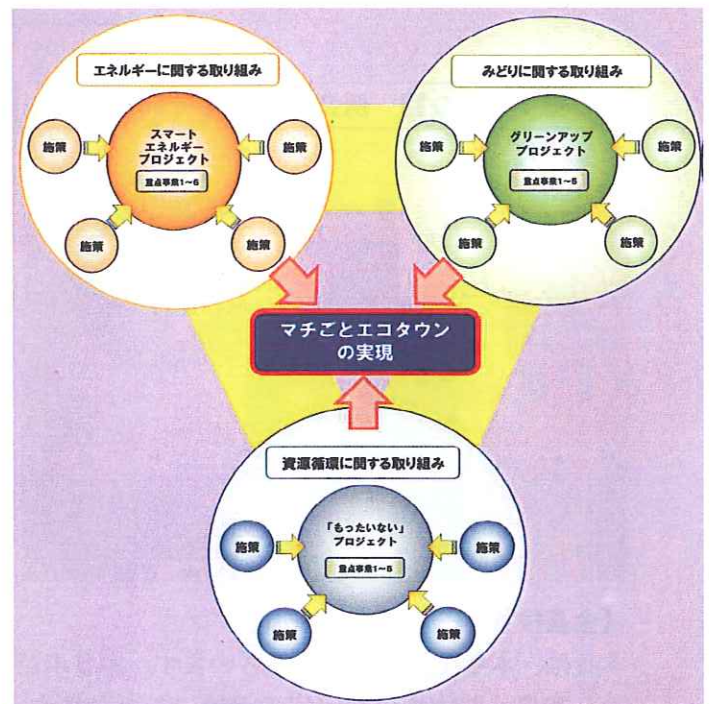 エネルギーに関する取り組み
スマート
エネルギー
プロジェクト
重点事業1～6
施策
施策
施策
施策
みどりに関する取り組み
グリーンアップ
プロジェクト
重点事業1～5
施策
施策
施策
施策
マチごとエコタウン
の実現
資源循環に関する取り組み
「もったいない」
プロジェクト
重点事業1～5
施策
施策
施策
施策